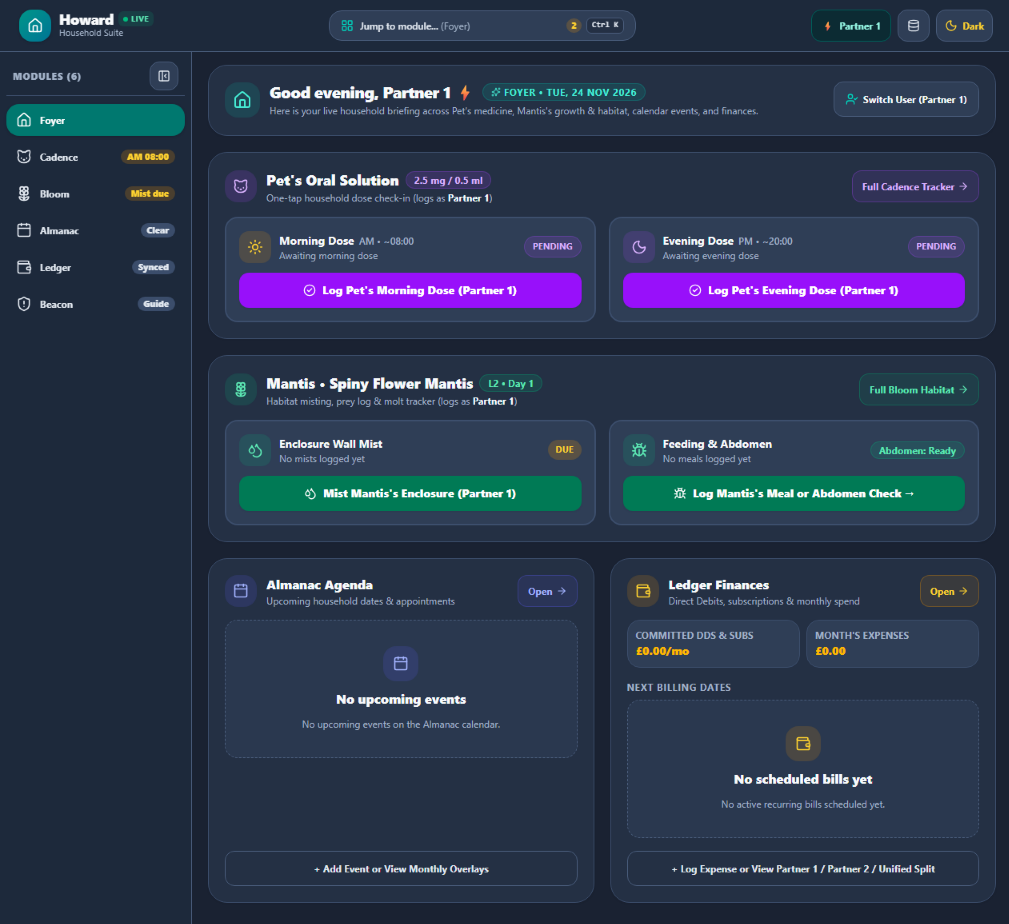 Howard
LIVE
Household Suite
Jump to module... (Foyer)
2
Ctrl K
Partner 1
Dark
MODULES (6)
Foyer
Cadence
AM 08:00
Bloom
Mist due
Almanac
Clear
Ledger
Synced
Beacon
Guide
Good evening, Partner 1
FOYER • TUE, 24 NOV 2026
Here is your live household briefing across Pet's medicine, Mantis's growth & habitat, calendar events, and finances.
Switch User (Partner 1)
Pet's Oral Solution
2.5 mg / 0.5 ml
One-tap household dose check-in (logs as Partner 1)
Full Cadence Tracker →
Morning Dose AM • ~08:00
Awaiting morning dose
PENDING
Log Pet's Morning Dose (Partner 1)
Evening Dose PM • ~20:00
Awaiting evening dose
PENDING
Log Pet's Evening Dose (Partner 1)
Mantis • Spiny Flower Mantis
L2 • Day 1
Habitat misting, prey log & molt tracker (logs as Partner 1)
Full Bloom Habitat →
Enclosure Wall Mist
No mists logged yet
DUE
Mist Mantis's Enclosure (Partner 1)
Feeding & Abdomen
No meals logged yet
Abdomen: Ready
Log Mantis's Meal or Abdomen Check →
Almanac Agenda
Upcoming household dates & appointments
Open →
No upcoming events
No upcoming events on the Almanac calendar.
+ Add Event or View Monthly Overlays
Ledger Finances
Direct Debits, subscriptions & monthly spend
Open →
COMMITTED DDS & SUBS
£0.00/mo
MONTH'S EXPENSES
£0.00
NEXT BILLING DATES
No scheduled bills yet
No active recurring bills scheduled yet.
+ Log Expense or View Partner 1 / Partner 2 / Unified Split